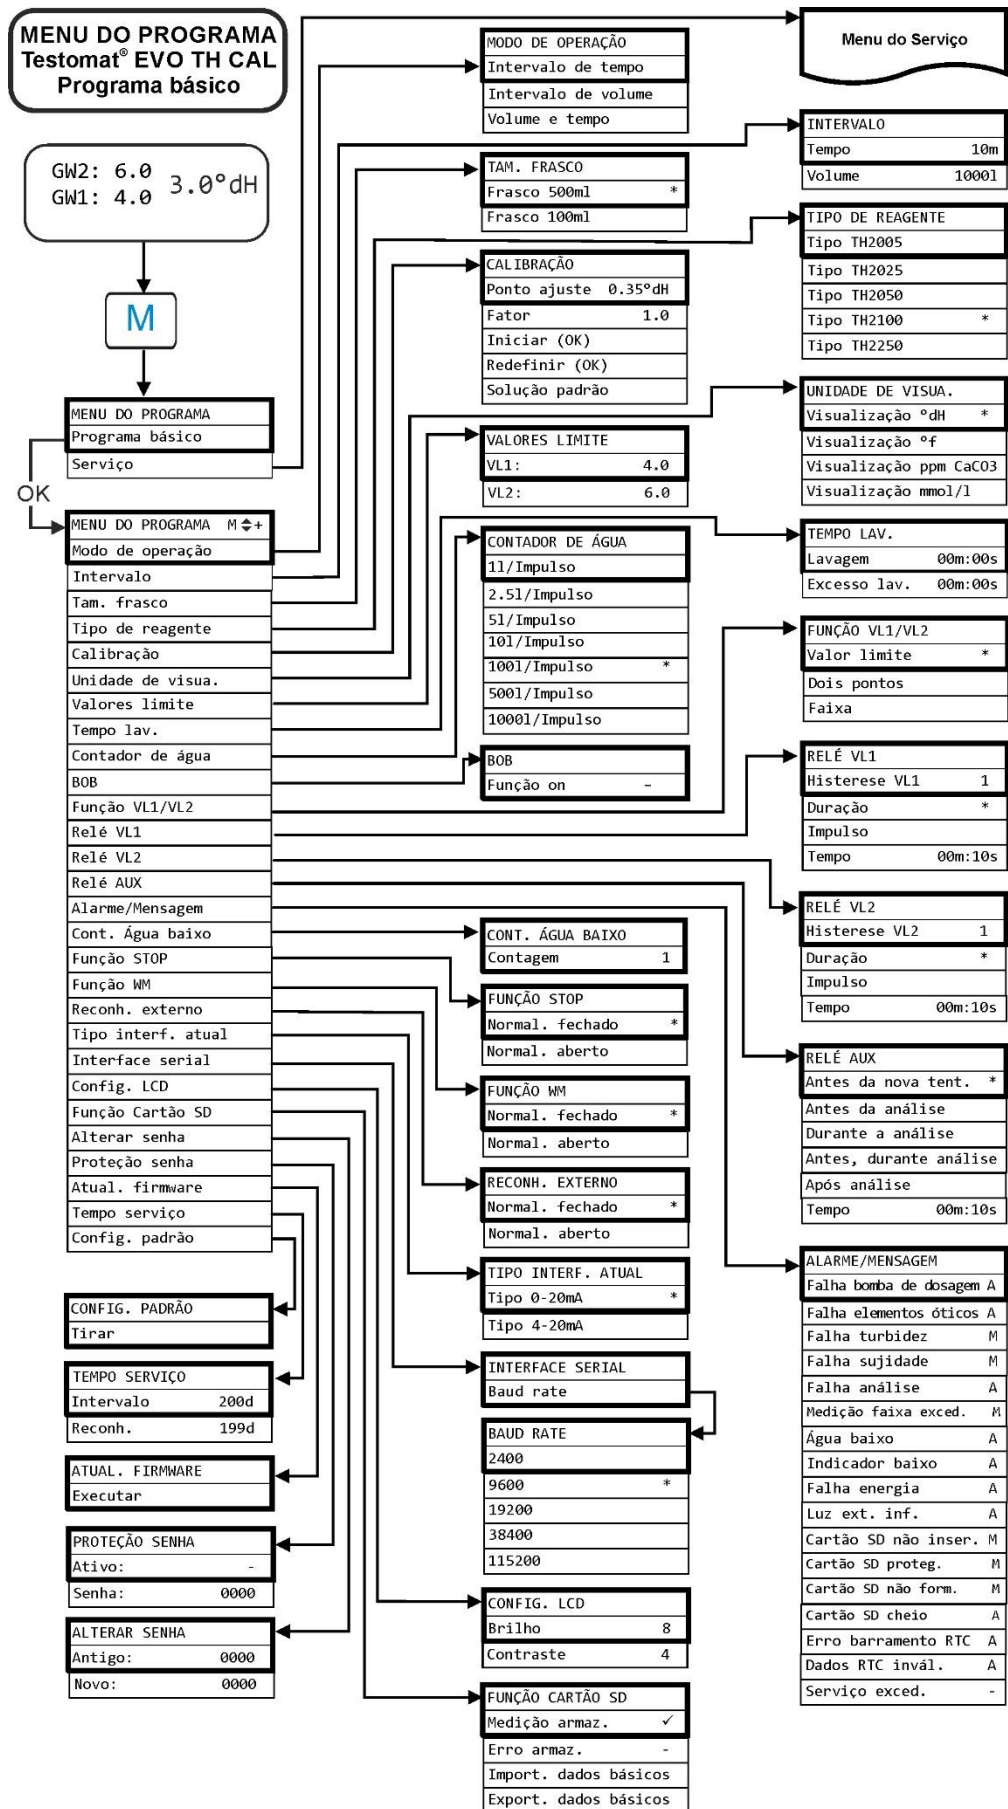 MENU DO PROGRAMA
Testomat® EVO TH CAL
Programa básico
GW2: 6.0
GW1: 4.0
3.0°dH
M
MENU DO PROGRAMA
Programa básico
Serviço
OK
MENU DO PROGRAMA M+
Modo de operação
Intervalo
Tam. frasco
Tipo de reagente
Calibração
Unidade de visua.
Valores limite
Tempo lav.
Contador de água
BOB
Função VL1/VL2
Relé VL1
Relé VL2
Relé AUX
Alarme/Mensagem
Cont. Água baixo
Função STOP
Função WM
Reconh. externo
Tipo interf. atual
Interface serial
Config. LCD
Função Cartão SD
Alterar senha
Proteção senha
Atual. firmware
Tempo serviço
Config. padrão
CONFIG. PADRÃO
Tirar
TEMPO SERVIÇO
Intervalo 200d
Reconh. 199d
ATUAL. FIRMWARE
Executar
PROTEÇÃO SENHA
Ativo: -
Senha: 0000
ALTERAR SENHA
Antigo: 0000
Novo: 0000
MODO DE OPERAÇÃO
Intervalo de tempo
Intervalo de volume
Volume e tempo
TAM. FRASCO
Frasco 500ml *
Frasco 100ml
CALIBRAÇÃO
Ponto ajuste 0.35°dH
Fator 1.0
Iniciar (OK)
Redefinir (OK)
Solução padrão
VALORES LIMITE
VL1: 4.0
VL2: 6.0
CONTADOR DE ÁGUA
1l/Impulso
2.5l/Impulso
5l/Impulso
10l/Impulso
100l/Impulso *
500l/Impulso
1000l/Impulso
BOB
Função on -
CONT. ÁGUA BAIXO
Contagem 1
FUNÇÃO STOP
Normal. fechado *
Normal. aberto
FUNÇÃO WM
Normal. fechado *
Normal. aberto
RECONH. EXTERNO
Normal. fechado *
Normal. aberto
TIPO INTERF. ATUAL
Tipo 0-20mA *
Tipo 4-20mA
INTERFACE SERIAL
Baud rate
BAUD RATE
2400
9600 *
19200
38400
115200
CONFIG. LCD
Brilho 8
Contraste 4
FUNÇÃO CARTÃO SD
Medição armaz. ✓
Erro armaz. -
Import. dados básicos
Export. dados básicos
Menu do Serviço
INTERVALO
Tempo 10m
Volume 1000l
TIPO DE REAGENTE
Tipo TH2005
Tipo TH2025
Tipo TH2050
Tipo TH2100 *
Tipo TH2250
UNIDADE DE VISUA.
Visualização °dH *
Visualização °f
Visualização ppm CaCO3
Visualização mmol/l
TEMPO LAV.
Lavagem 00m:00s
Excesso lav. 00m:00s
FUNÇÃO VL1/VL2
Valor limite *
Dois pontos
Faixa
RELÉ VL1
Histerese VL1 1
Duração *
Impulso
Tempo 00m:10s
RELÉ VL2
Histerese VL2 1
Duração *
Impulso
Tempo 00m:10s
RELÉ AUX
Antes da nova tent. *
Antes da análise
Durante a análise
Antes, durante análise
Após análise
Tempo 00m:10s
ALARME/MENSAGEM
Falha bomba de dosagem A
Falha elementos óticos A
Falha turbidez M
Falha sujidade M
Falha análise A
Medição faixa exced. M
Água baixo A
Indicador baixo A
Falha energia A
Luz ext. inf. A
Cartão SD não inser. M
Cartão SD proteg. M
Cartão SD não form. M
Cartão SD cheio A
Erro barramento RTC A
Dados RTC invál. A
Serviço exced. -